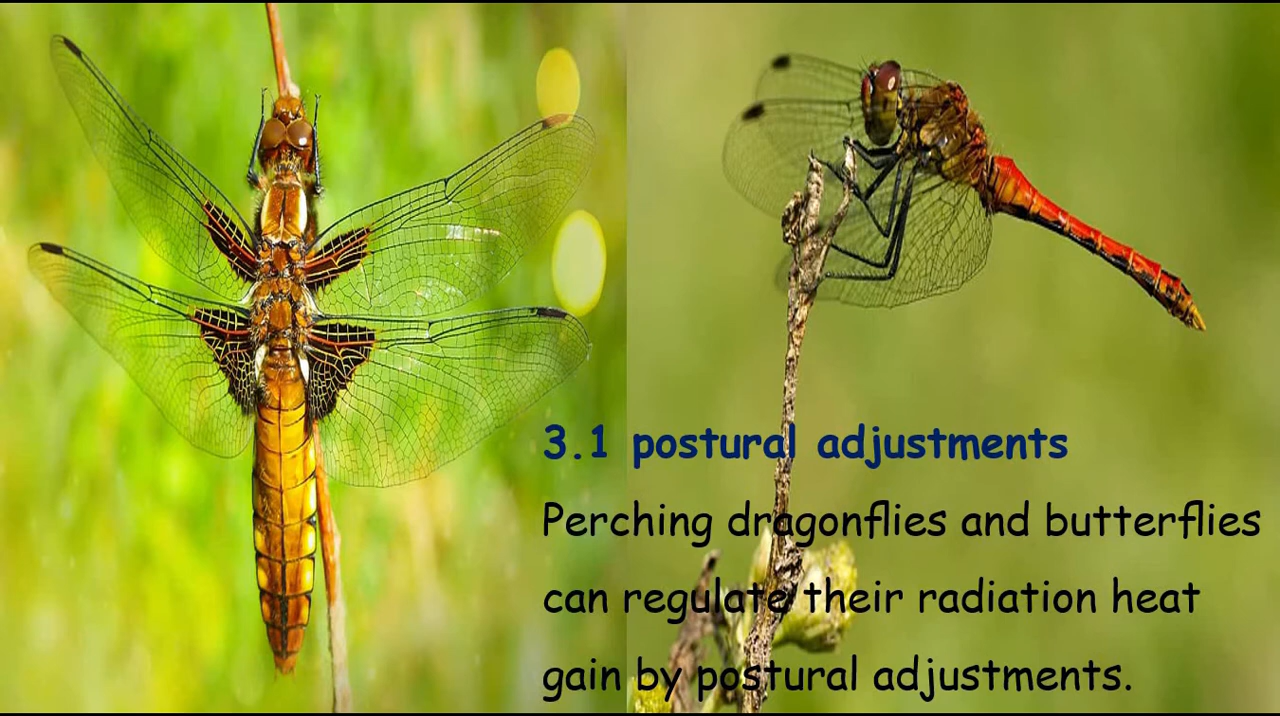 3.1 postural adjustments
Perching dragonflies and butterflies
can regulate their radiation heat
gain by postural adjustments.